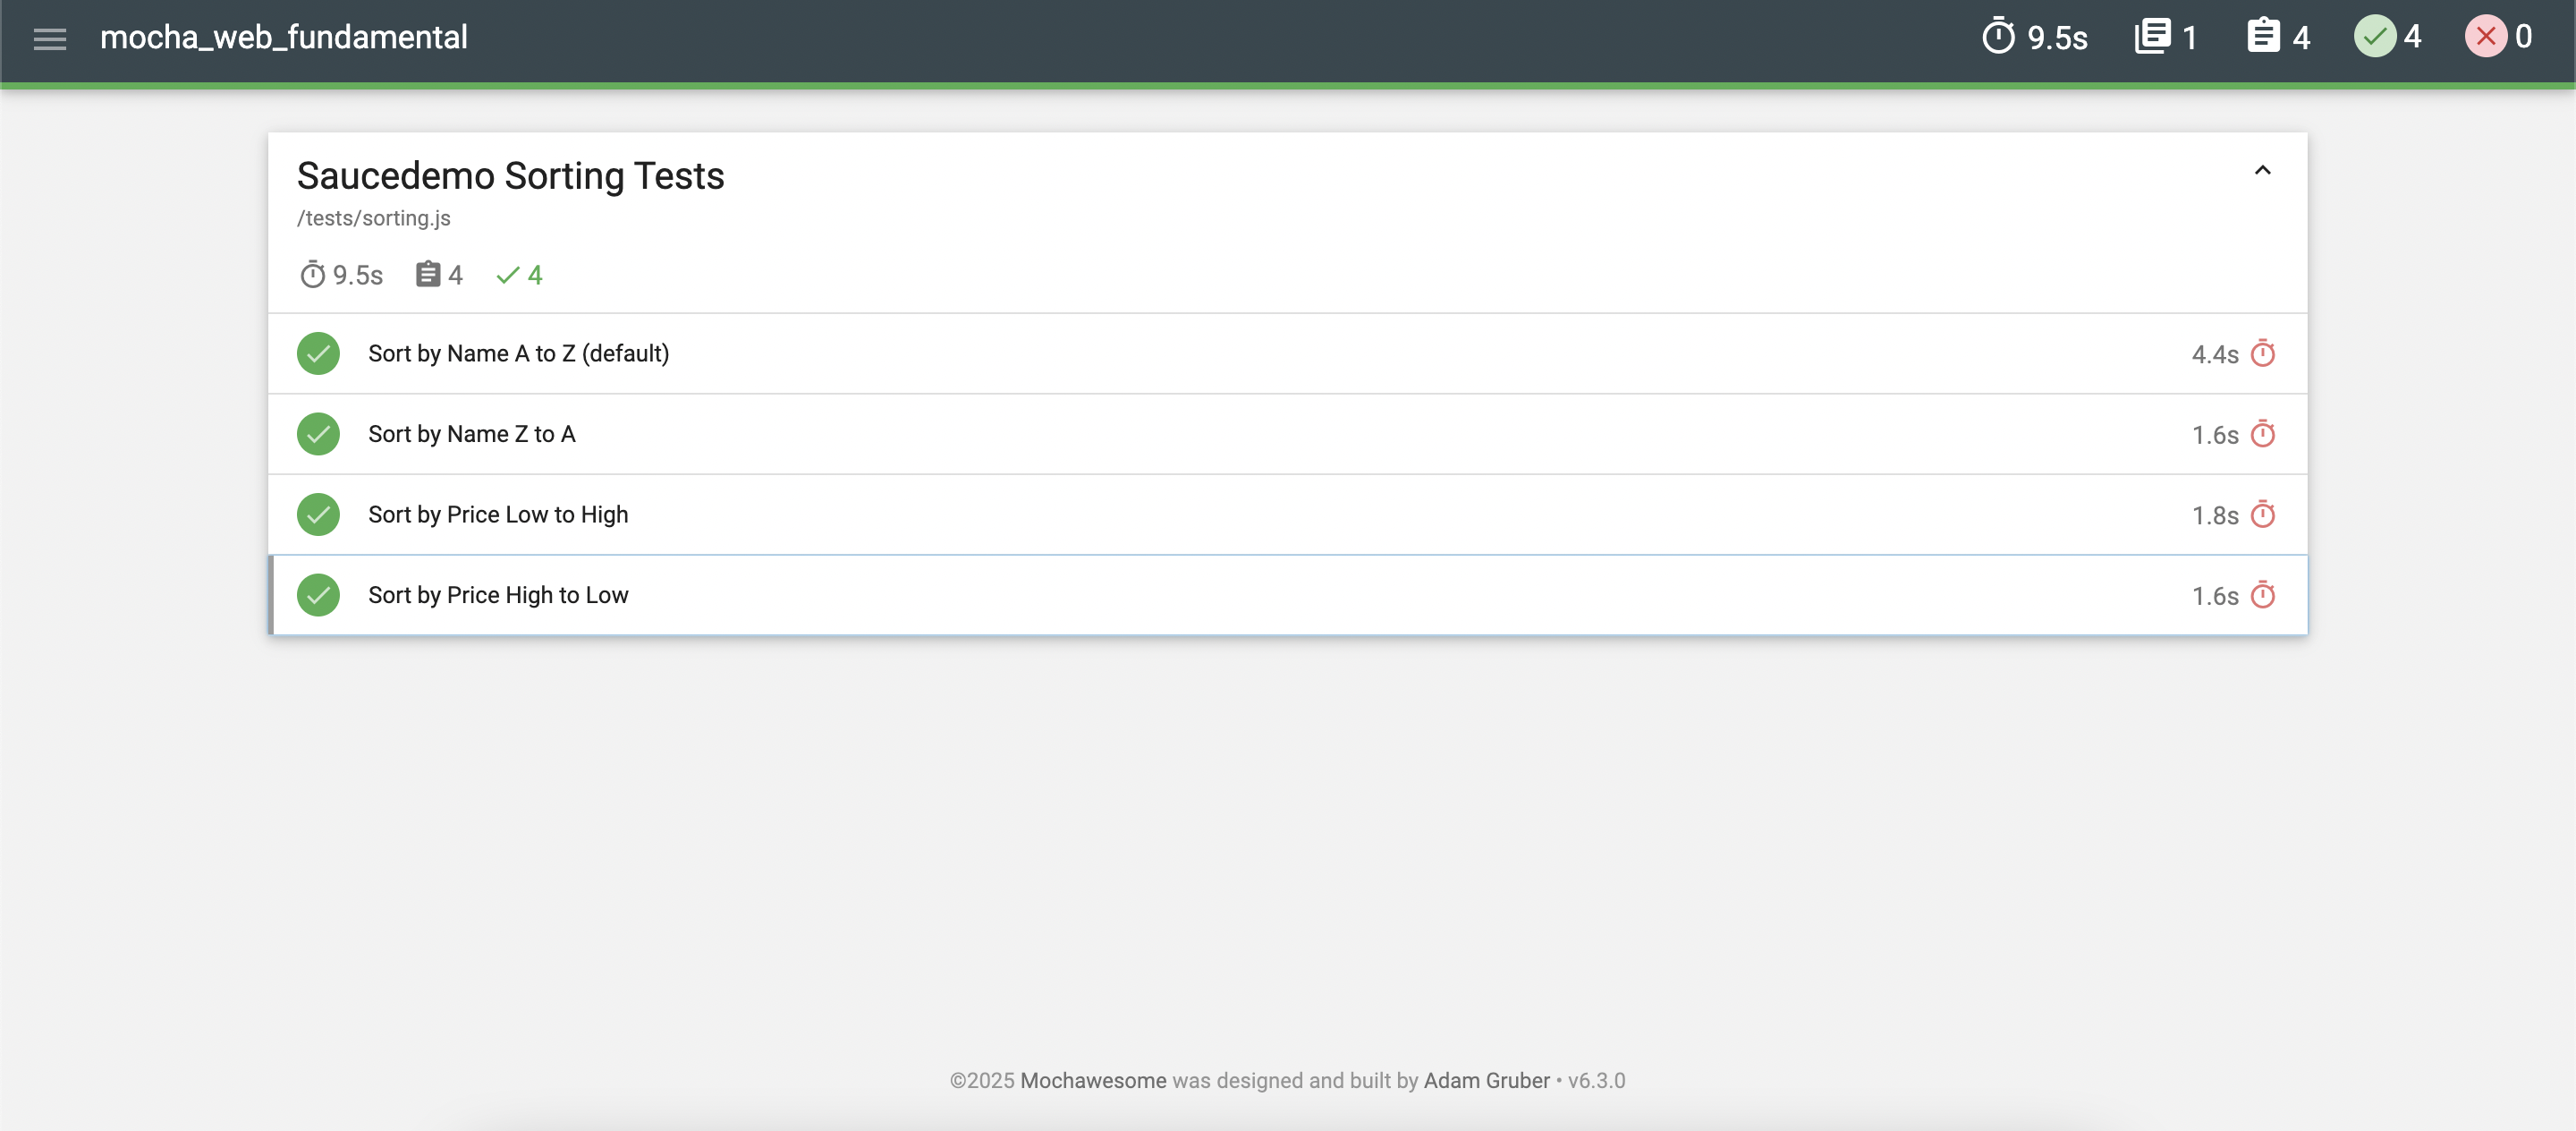 mocha_web_fundamental 9.5s 1 4 4 0
Saucedemo Sorting Tests
/tests/sorting.js
9.5s 4 4
Sort by Name A to Z (default) 4.4s
Sort by Name Z to A 1.6s
Sort by Price Low to High 1.8s
Sort by Price High to Low 1.6s
©2025 Mochawesome was designed and built by Adam Gruber • v6.3.0